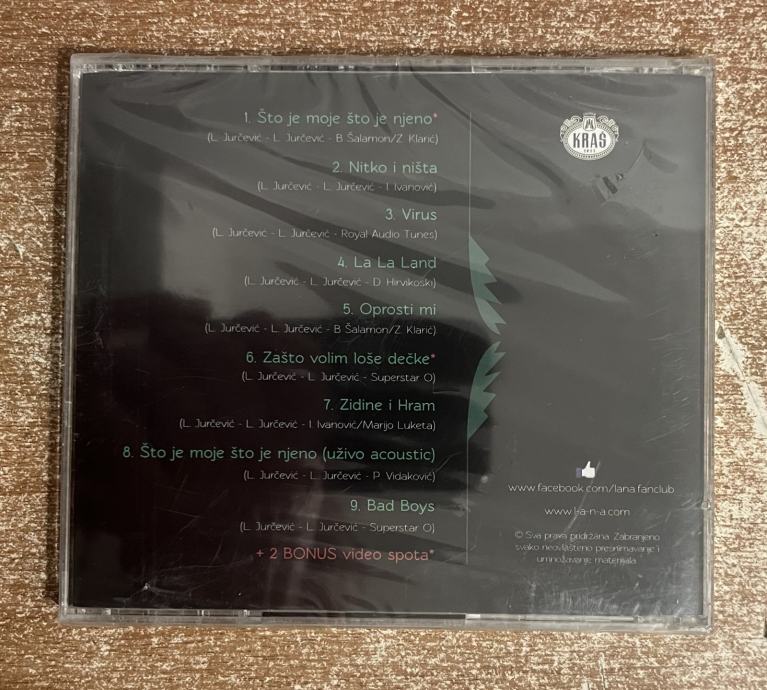 1. Što je moje što je njeno*
(L. Jurčević - L. Jurčević - B Šalamon/Z. Klarić)
2. Nitko i ništa
(L. Jurčević - L. Jurčević - I. Ivanović)
3. Virus
(L. Jurčević - L. Jurčević - Royal Audio Tunes)
4. La La Land
(L. Jurčević - L. Jurčević - D. Hirvikoski)
5. Oprosti mi
(L. Jurčević - L. Jurčević - B Šalamon/Z. Klarić)
6. Zašto volim loše dečke*
(L. Jurčević - L. Jurčević - Superstar O)
7. Zidine i Hram
(L. Jurčević - L. Jurčević - I. Ivanović/Marijo Luketa)
8. Što je moje što je njeno (uživo acoustic)
(L. Jurčević - L. Jurčević - P. Vidaković)
9. Bad Boys
(L. Jurčević - L. Jurčević - Superstar O)
+ 2 BONUS video spota*
KRAŠ
1911
www.facebook.com/lana.fanclub
www.l-a-n-a.com
© Sva prava pridržana. Zabranjeno
svako neovlašteno presnimavanje i
umnožavanje materijala